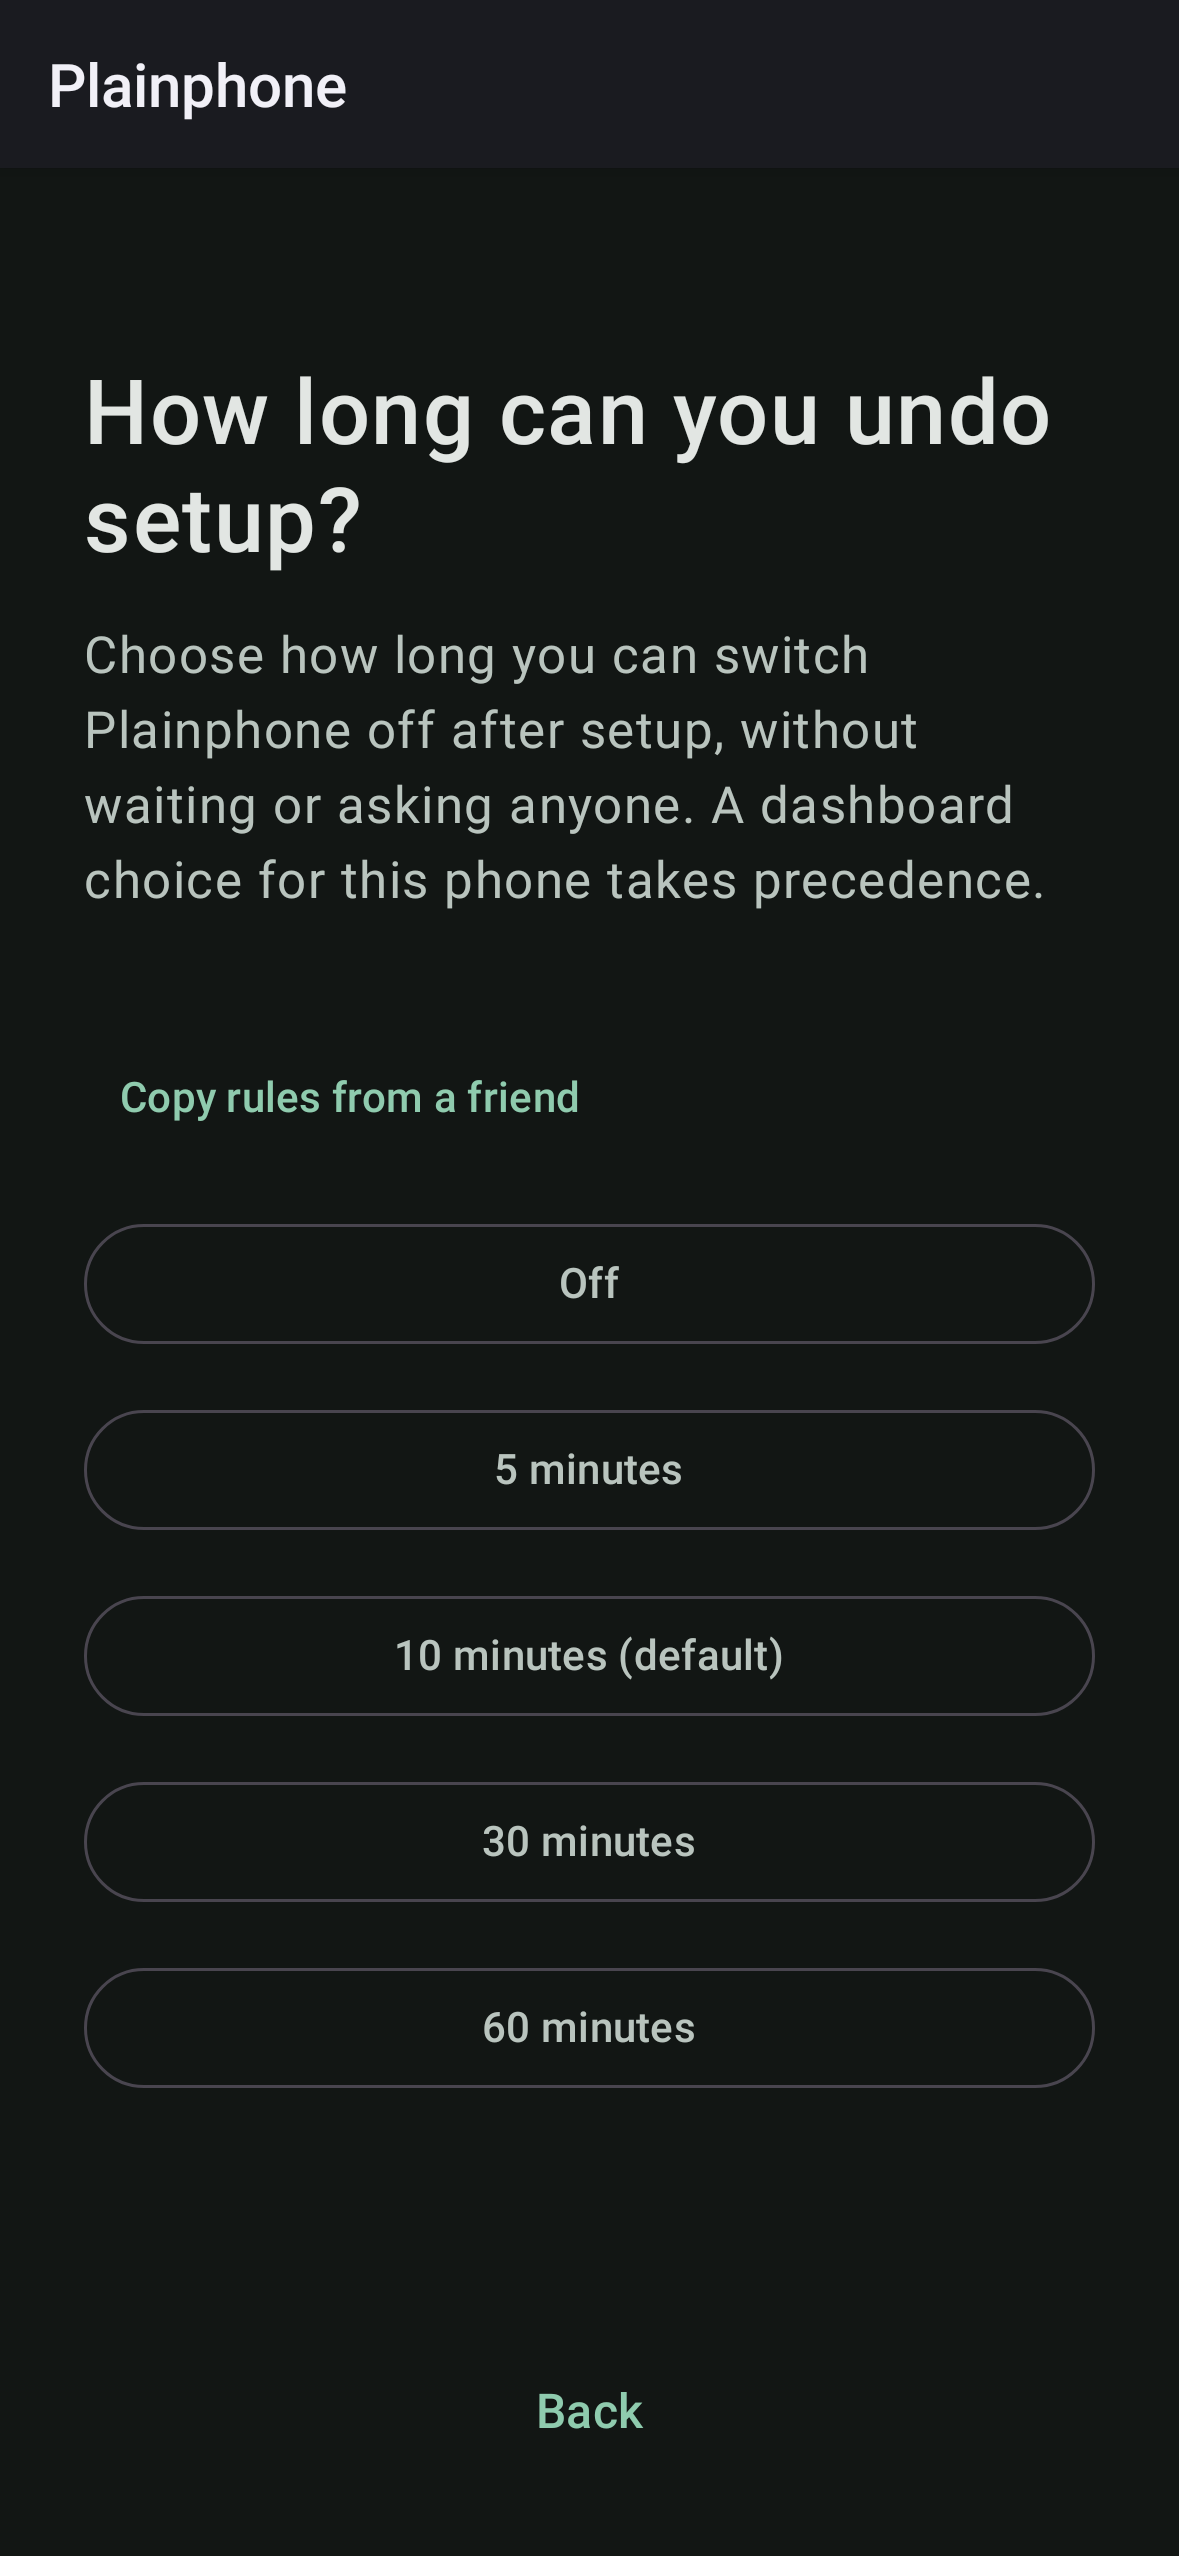 Plainphone
How long can you undo
setup?
Choose how long you can switch
Plainphone off after setup, without
waiting or asking anyone. A dashboard
choice for this phone takes precedence.
Copy rules from a friend
Off
5 minutes
10 minutes (default)
30 minutes
60 minutes
Back